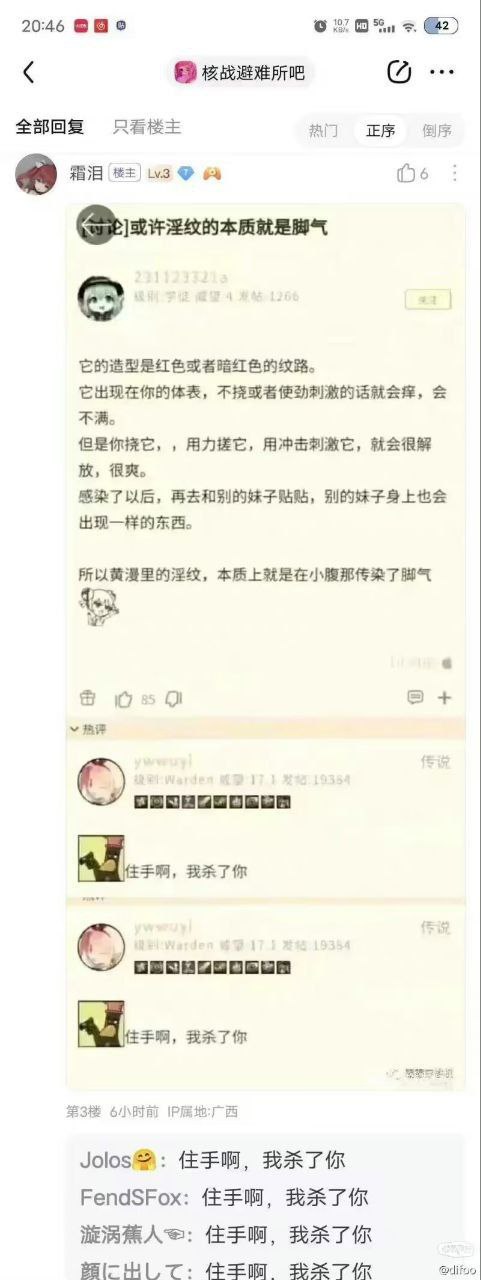 20:46
10.7
KB/s
HD
5G
42
核战避难所吧
全部回复
只看楼主
热门
正序
倒序
霜泪
楼主
Lv.3
6
[讨论]或许淫纹的本质就是脚气
231123321a
级别:学徒 威望 4 发帖:1266
关注
它的造型是红色或者暗红色的纹路。
它出现在你的体表，不挠或者使劲刺激的话就会痒，会
不满。
但是你挠它，，用力搓它，用冲击刺激它，就会很解
放，很爽。
感染了以后，再去和别的妹子贴贴，别的妹子身上也会
出现一样的东西。
所以黄漫里的淫纹，本质上就是在小腹那传染了脚气
85
热评
ywwuyi
传说
级别:Warden 威望:17.1 发帖:19354
住手啊，我杀了你
热评
ywwuyi
传说
级别:Warden 威望:17.1 发帖:19354
住手啊，我杀了你
第3楼 6小时前 IP属地:广西
Jolos🤗：住手啊，我杀了你
FendSFox：住手啊，我杀了你
漩涡蕉人👈：住手啊，我杀了你
顔に出して：住手啊，我杀了你
@difoo